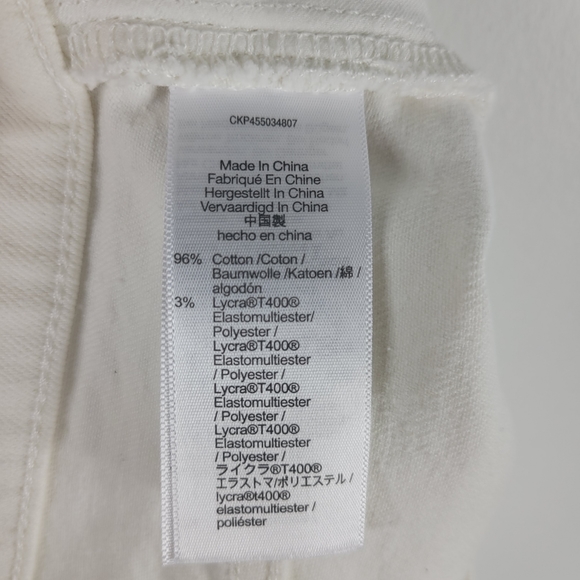 CKP455034807
Made In China
Fabriqué En Chine
Hergestellt In China
Vervaardigd In China
中国製
hecho en china
96% Cotton /Coton /
Baumwolle /Katoen /綿 /
algodón
3% Lycra®T400®
Elastomultiester/
Polyester /
Lycra®T400®
Elastomultiester
/ Polyester /
Lycra®T400®
Elastomultiester
/ Polyester /
Lycra®T400®
Elastomultiester
/ Polyester /
ライクラ®T400®
エラストマ/ポリエステル /
lycra®t400®
elastomultiester /
poliéster